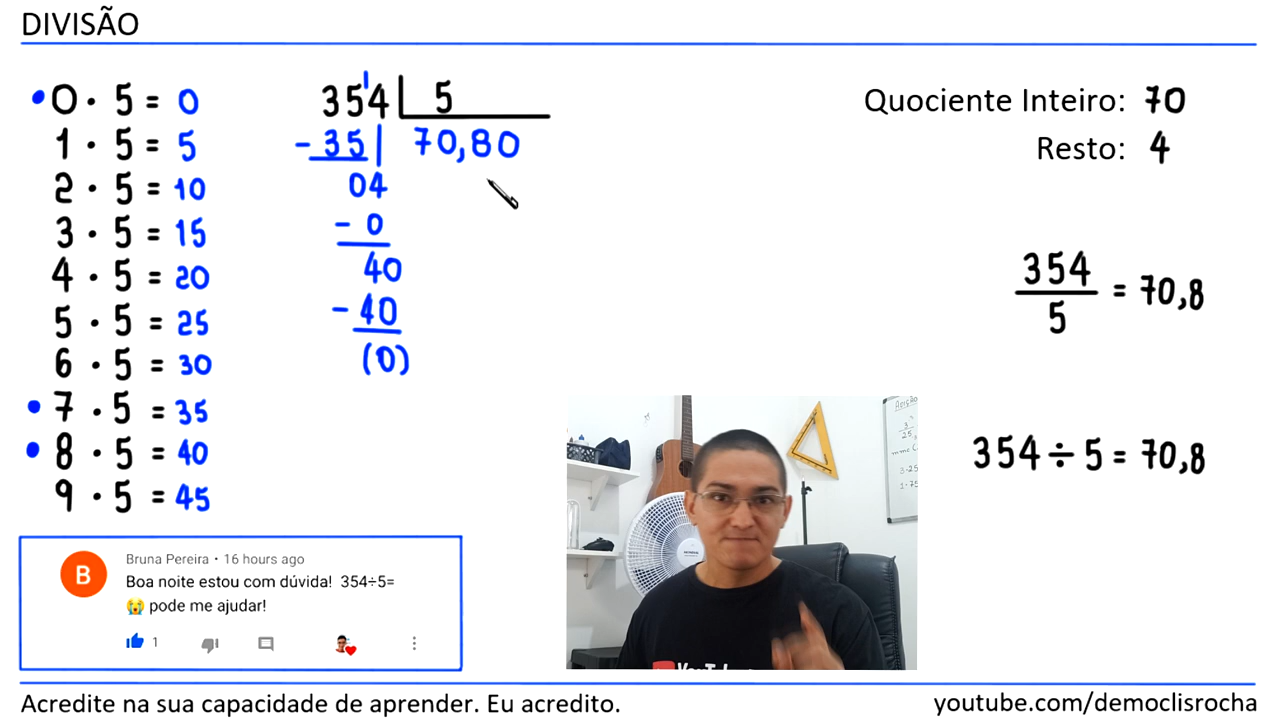 DIVISÃO
0 · 5 = 0
1 · 5 = 5
2 · 5 = 10
3 · 5 = 15
4 · 5 = 20
5 · 5 = 25
6 · 5 = 30
7 · 5 = 35
8 · 5 = 40
9 · 5 = 45
354 5
- 35 70,80
04
- 0
40
- 40
(0)
Quociente Inteiro: 70
Resto: 4
354
5
= 70,8
354 ÷ 5 = 70,8
Bruna Pereira • 16 hours ago
Boa noite estou com dúvida! 354÷5=
😭 pode me ajudar!
1
1
B
Acredite na sua capacidade de aprender. Eu acredito.
youtube.com/democlisrocha